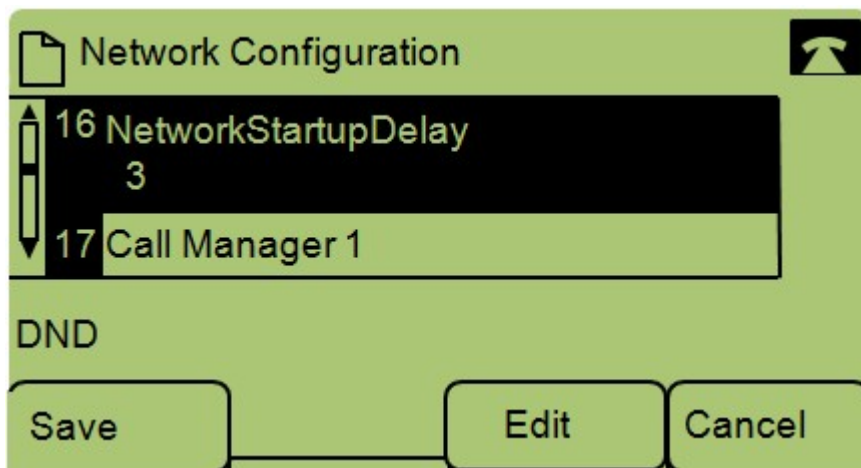 Network Configuration
16 NetworkStartupDelay
3
17 Call Manager 1
DND
Save Edit Cancel